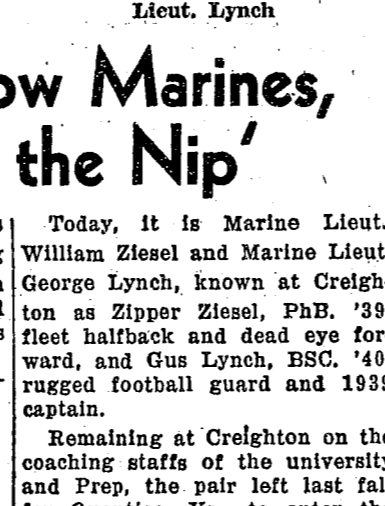 Lieut. Lynch
ow Marines,
the Nip'
Today, it is Marine Lieut.
William Ziesel and Marine Lieut
George Lynch, known at Creigh
ton as Zipper Ziesel, PhB. '39
fleet halfback and dead eye for
ward, and Gus Lynch, BSC. '40
rugged football guard and 1939
captain.
Remaining at Creighton on the
coaching staffs of the university
and Prep, the pair left last fal